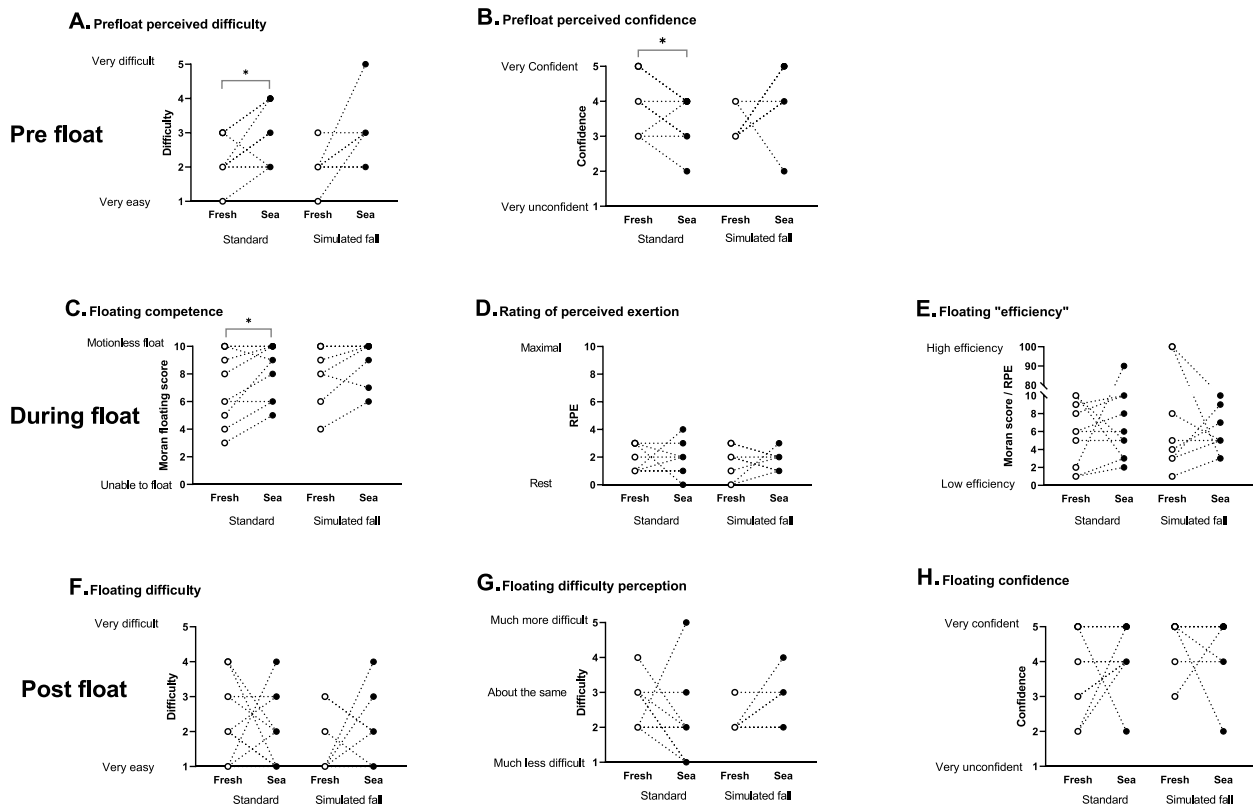 A. Prefloat perceived difficulty
B. Prefloat perceived confidence
Pre float
Very difficult
Very easy
Difficulty
5
4
3
2
1
*
Fresh Sea Fresh Sea
Standard Simulated fall
Very Confident
Very unconfident
Confidence
5
4
3
2
1
*
Fresh Sea Fresh Sea
Standard Simulated fall
During float
C. Floating competence
Motionless float
Unable to float
Moran floating score
10
8
6
4
2
0
*
Fresh Sea Fresh Sea
Standard Simulated fall
D. Rating of perceived exertion
Maximal
Rest
RPE
10
8
6
4
2
0
Fresh Sea Fresh Sea
Standard Simulated fall
E. Floating "efficiency"
High efficiency
Low efficiency
Moran score / RPE
100
90
80
10
8
6
4
2
0
Fresh Sea Fresh Sea
Standard Simulated fall
Post float
F. Floating difficulty
Very difficult
Very easy
Difficulty
5
4
3
2
1
Fresh Sea Fresh Sea
Standard Simulated fall
G. Floating difficulty perception
Much more difficult
About the same
Much less difficult
Difficulty
5
4
3
2
1
Fresh Sea Fresh Sea
Standard Simulated fall
H. Floating confidence
Very confident
Very unconfident
Confidence
5
4
3
2
1
Fresh Sea Fresh Sea
Standard Simulated fall